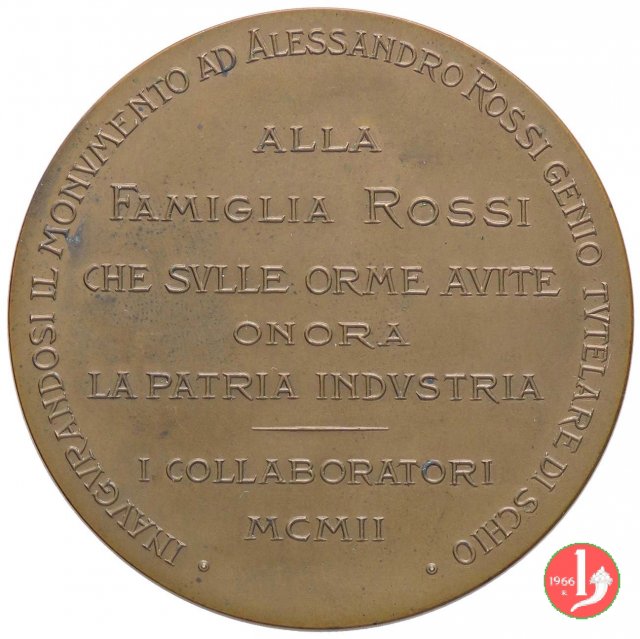 INAVGVRANDOSI IL MONVMENTO AD ALESSANDRO ROSSI GENIO TVTELARE DI SCHIO
ALLA
FAMIGLIA ROSSI
CHE SVLLE ORME AVITE
ONORA
LA PATRIA INDVSTRIA
I COLLABORATORI
MCMII
1966